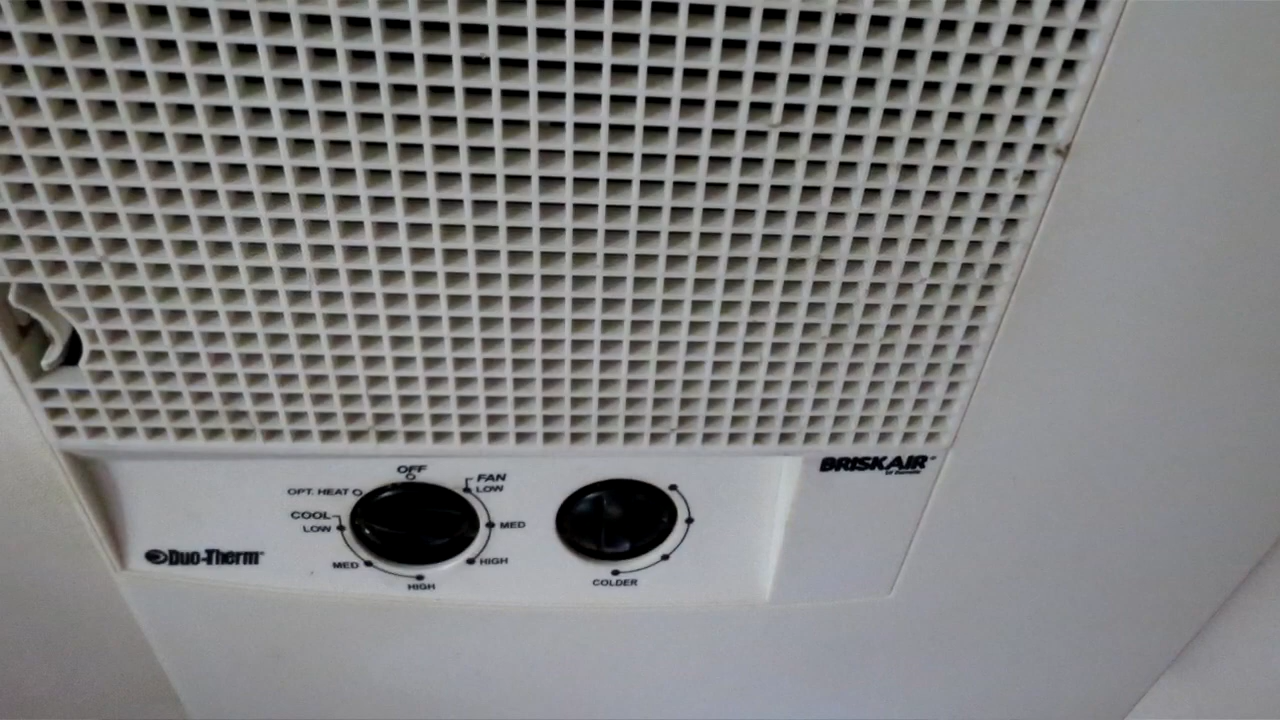 OFF
FAN
OPT. HEAT
LOW
COOL
LOW
MED
MED
HIGH
HIGH
Duo-Therm
COLDER
BRISKAIR